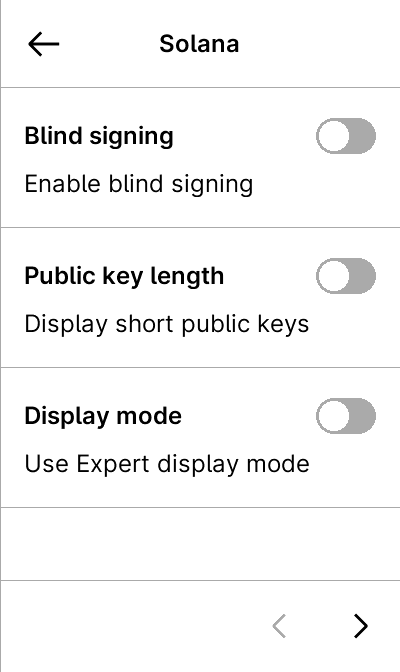 Solana
Blind signing
Enable blind signing
Public key length
Display short public keys
Display mode
Use Expert display mode